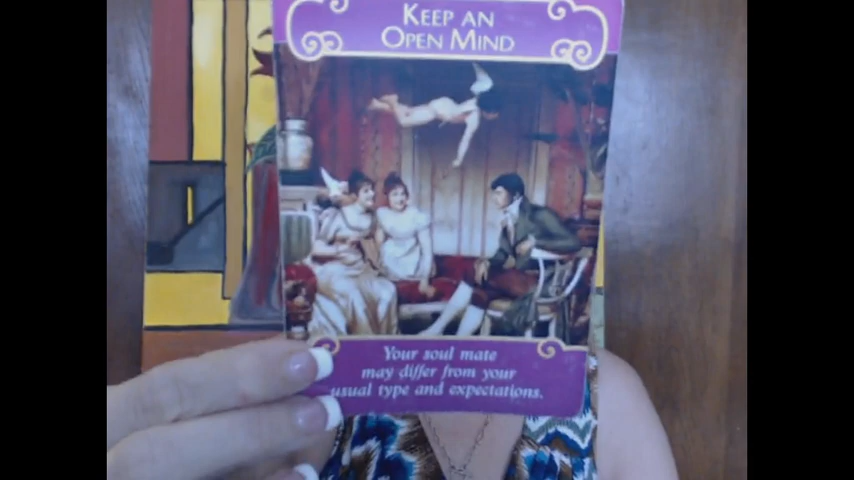 KEEP AN
OPEN MIND
Your soul mate
may differ from your
usual type and expectations.